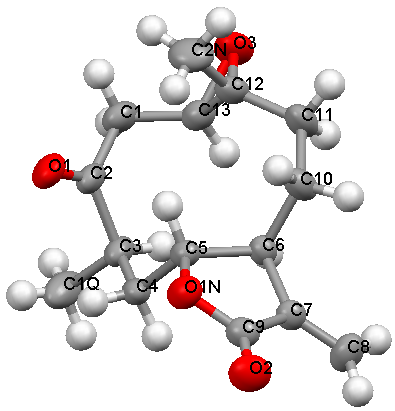 C2N O3
C12
C1 C13 C11
O1 C2
C10
C3 C5 C6
C1Q C4 O1N
C9 C7
O2 C8